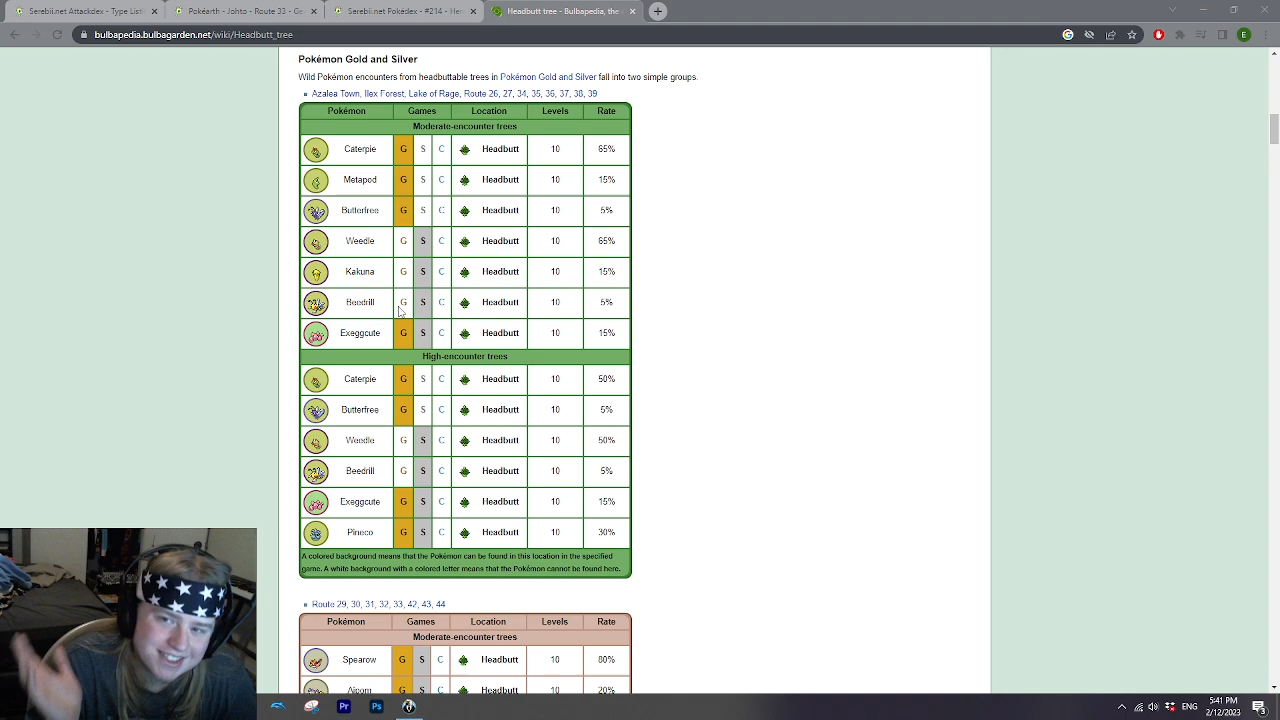 Serebii.net Attackdex - Type Listi
Pokéarth - Johto - Route 33 - Ge
Serebii.net Pokédex - #214 - Her
Headbutt tree - Bulbapedia, the
bulbapedia.bulbagarden.net/wiki/Headbutt_tree
E
Pokémon Gold and Silver
Wild Pokémon encounters from headbuttable trees in Pokémon Gold and Silver fall into two simple groups.
Azalea Town, Ilex Forest, Lake of Rage, Route 26, 27, 34, 35, 36, 37, 38, 39
Pokémon Games Location Levels Rate
Moderate-encounter trees
Caterpie G S C Headbutt 10 65%
Metapod G S C Headbutt 10 15%
Butterfree G S C Headbutt 10 5%
Weedle G S C Headbutt 10 65%
Kakuna G S C Headbutt 10 15%
Beedrill G S C Headbutt 10 5%
Exeggcute G S C Headbutt 10 15%
High-encounter trees
Caterpie G S C Headbutt 10 50%
Butterfree G S C Headbutt 10 5%
Weedle G S C Headbutt 10 50%
Beedrill G S C Headbutt 10 5%
Exeggcute G S C Headbutt 10 15%
Pineco G S C Headbutt 10 30%
A colored background means that the Pokémon can be found in this location in the specified
game. A white background with a colored letter means that the Pokémon cannot be found here.
Route 29, 30, 31, 32, 33, 42, 43, 44
Pokémon Games Location Levels Rate
Moderate-encounter trees
Spearow G S C Headbutt 10 80%
Aipom G S C Headbutt 10 20%
Pr Ps
ENG
5:41 PM
2/12/2023